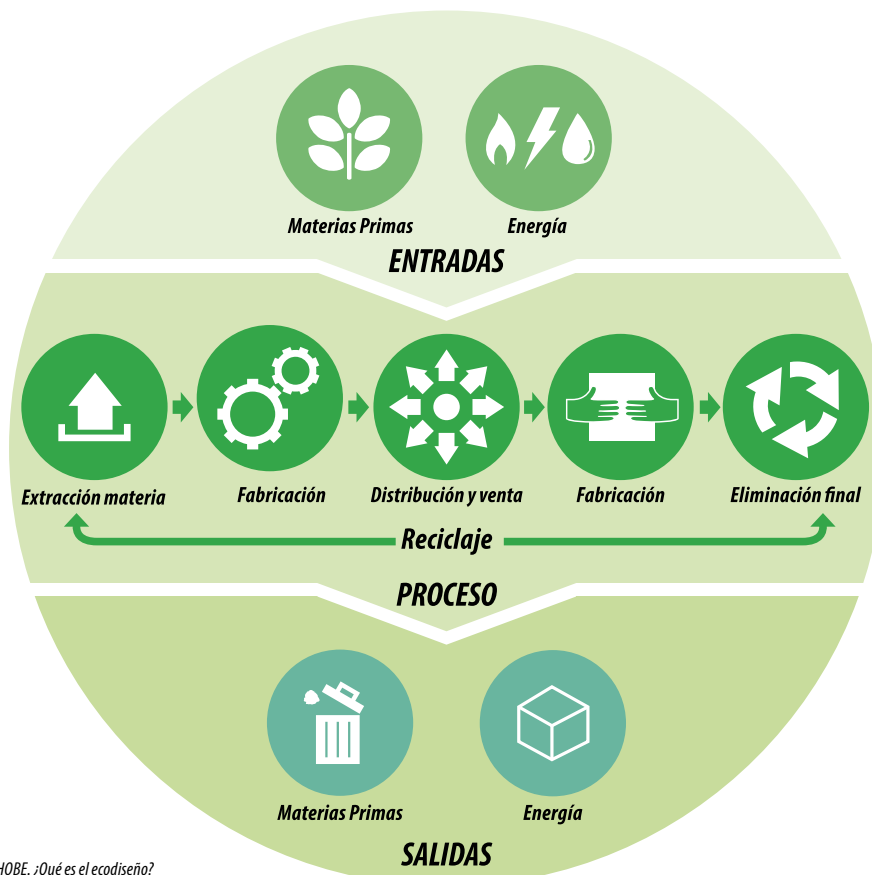 Materias Primas
Energía
ENTRADAS
Extracción materia
Fabricación
Distribución y venta
Fabricación
Eliminación final
Reciclaje
PROCESO
Materias Primas
Energía
SALIDAS
HOBE. ¿Qué es el ecodiseño?